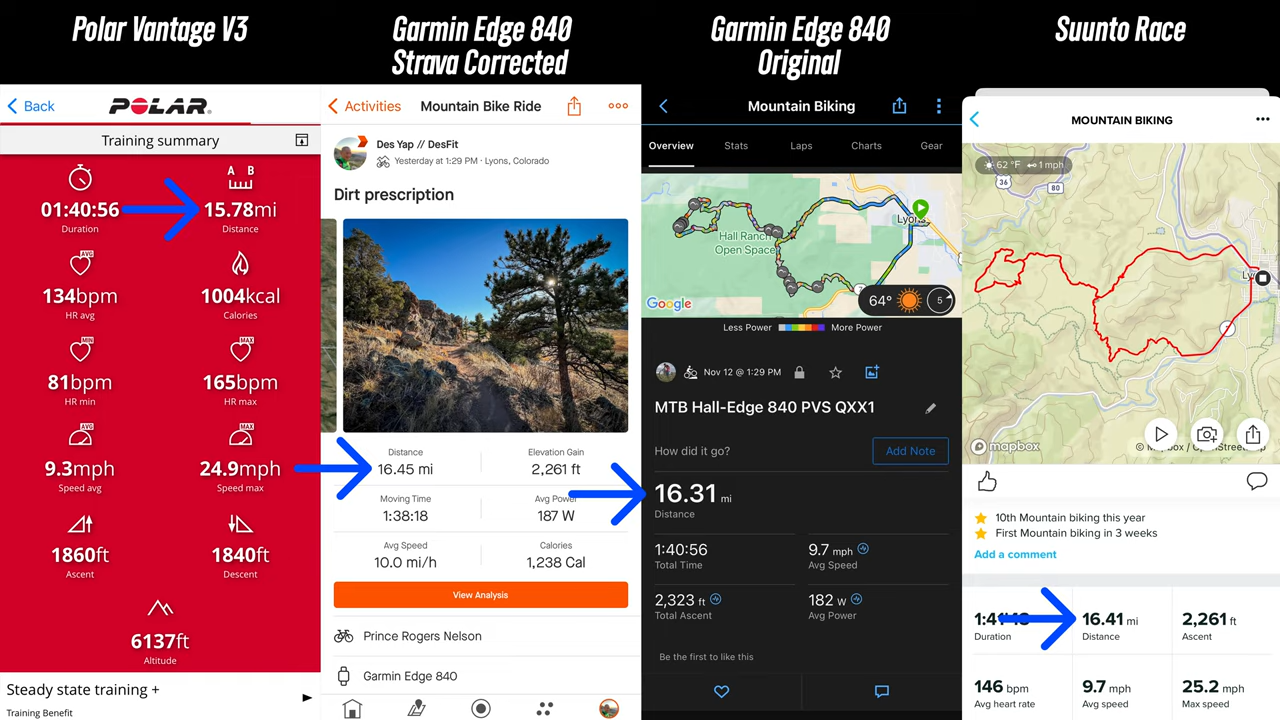 Polar Vantage V3
Garmin Edge 840
Strava Corrected
Garmin Edge 840
Original
Suunto Race
Back
POLAR
Training summary
01:40:56
Duration
A B
15.78mi
Distance
AVG
134bpm
HR avg
1004kcal
Calories
MIN
81bpm
HR min
MAX
165bpm
HR max
AVG
9.3mph
Speed avg
MAX
24.9mph
Speed max
1860ft
Ascent
1840ft
Descent
6137ft
Altitude
Steady state training +
Training Benefit
Activities
Mountain Bike Ride
Des Yap // DesFit
Yesterday at 1:29 PM · Lyons, Colorado
Dirt prescription
Distance
16.45 mi
Elevation Gain
2,261 ft
Moving Time
1:38:18
Avg Power
187 W
Avg Speed
10.0 mi/h
Calories
1,238 Cal
View Analysis
Prince Rogers Nelson
Garmin Edge 840
Mountain Biking
Overview
Stats
Laps
Charts
Gear
Lyons
Hall Ranch
Open Space
7
Google
64°
5
Less Power
More Power
Nov 12 @ 1:29 PM
MTB Hall-Edge 840 PVS QXX1
How did it go?
Add Note
16.31 mi
Distance
1:40:56
Total Time
9.7 mph
Avg Speed
2,323 ft
Total Ascent
182 W
Avg Power
Be the first to like this
MOUNTAIN BIKING
62 °F
1 mph
36
80
7
mapbox
10th Mountain biking this year
First Mountain biking in 3 weeks
Add a comment
Duration
16.41 mi
Distance
2,261 ft
Ascent
146 bpm
Avg heart rate
9.7 mph
Avg speed
25.2 mph
Max speed